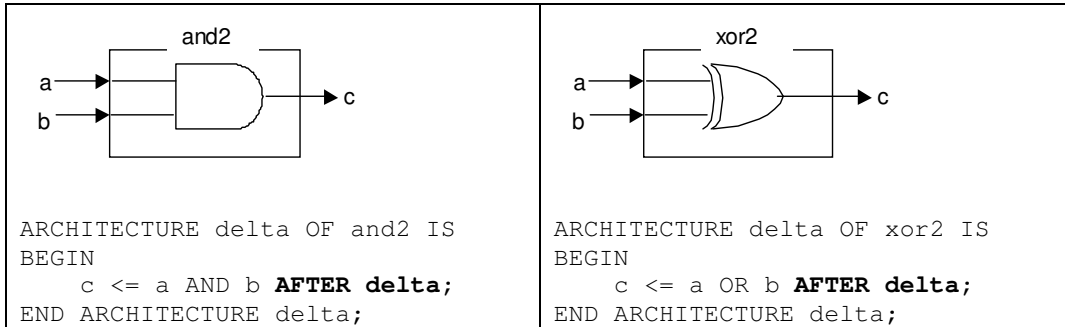 and2
a
b
c
ARCHITECTURE delta OF and2 IS
BEGIN
c <= a AND b AFTER delta;
END ARCHITECTURE delta;
xor2
a
b
c
ARCHITECTURE delta OF xor2 IS
BEGIN
c <= a OR b AFTER delta;
END ARCHITECTURE delta;